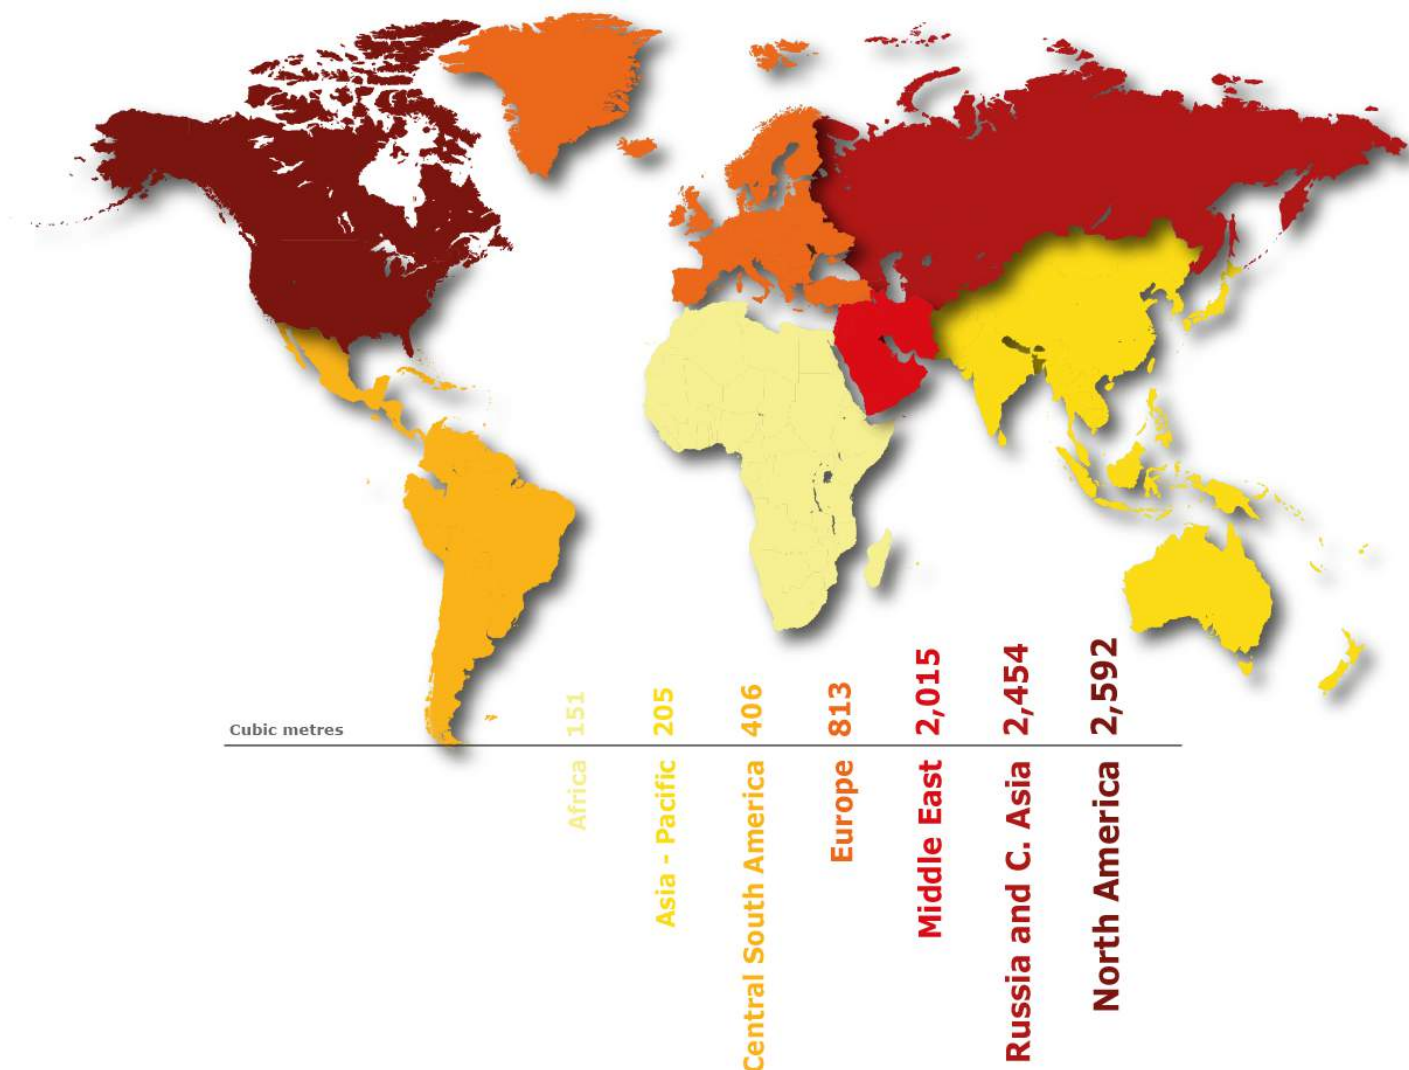 Cubic metres
Africa 151
Asia - Pacific 205
Central South America 406
Europe 813
Middle East 2,015
Russia and C. Asia 2,454
North America 2,592